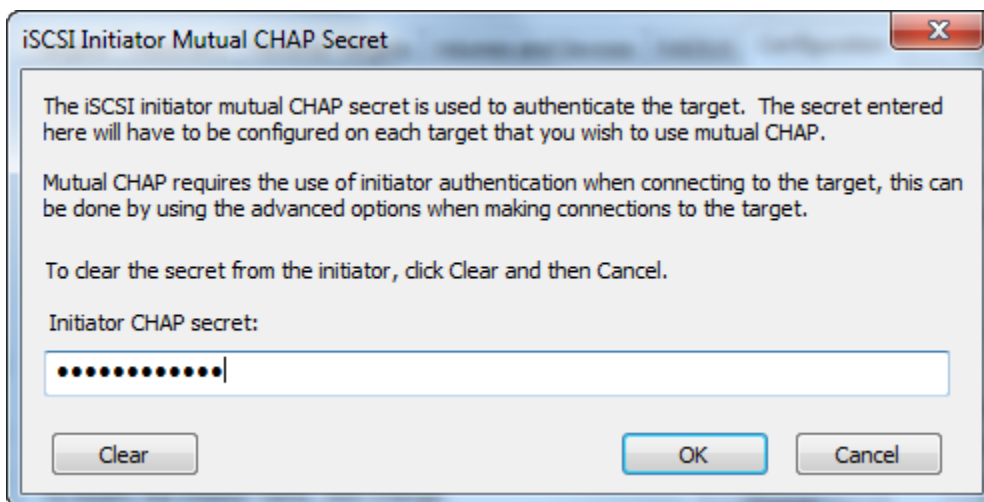 iSCSI Initiator Mutual CHAP Secret
The iSCSI initiator mutual CHAP secret is used to authenticate the target.  The secret entered
here will have to be configured on each target that you wish to use mutual CHAP.
Mutual CHAP requires the use of initiator authentication when connecting to the target, this can
be done by using the advanced options when making connections to the target.
To clear the secret from the initiator, click Clear and then Cancel.
Initiator CHAP secret:
••••••••••••
Clear
OK
Cancel